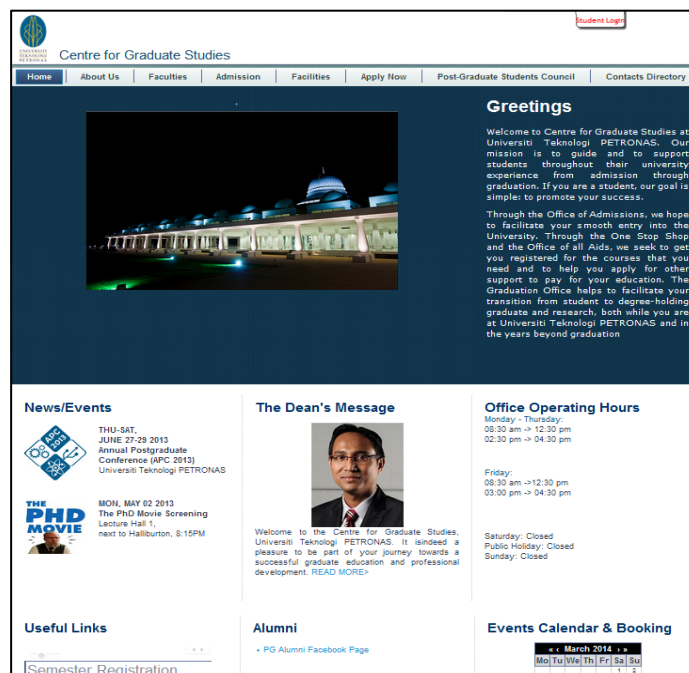 Student Login
UNIVERSITI
TEKNOLOGI
PETRONAS
Centre for Graduate Studies
Home
About Us
Faculties
Admission
Facilities
Apply Now
Post-Graduate Students Council
Contacts Directory
Greetings
Welcome to Centre for Graduate Studies at
Universiti Teknologi PETRONAS. Our
mission is to guide and to support
students throughout their university
experience from admission through
graduation. If you are a student, our goal is
simple: to promote your success.
Through the Office of Admissions, we hope
to facilitate your smooth entry into the
University. Through the One Stop Shop
and the Office of all Aids, we seek to get
you registered for the courses that you
need and to help you apply for other
support to pay for your education. The
Graduation Office helps to facilitate your
transition from student to degree-holding
graduate and research, both while you are
at Universiti Teknologi PETRONAS and in
the years beyond graduation
News/Events
APC
2013
THU-SAT,
JUNE 27-29 2013
Annual Postgraduate
Conference (APC 2013)
Universiti Teknologi PETRONAS
THE
PHD
MOVIE
MON, MAY 02 2013
The PhD Movie Screening
Lecture Hall 1,
next to Halliburton, 8:15PM
The Dean's Message
Welcome to the Centre for Graduate Studies,
Universiti Teknologi PETRONAS. It isindeed a
pleasure to be part of your journey towards a
successful graduate education and professional
development. READ MORE>
Office Operating Hours
Monday - Thursday:
08:30 am -> 12:30 pm
02:30 pm -> 04:30 pm
Friday:
08:30 am ->12:30 pm
03:00 pm -> 04:30 pm
Saturday: Closed
Public Holiday: Closed
Sunday: Closed
Useful Links
Semester Registration
Alumni
• PG Alumni Facebook Page
Events Calendar & Booking
« ‹ March 2014 › »
Mo Tu We Th Fr Sa Su
1 2